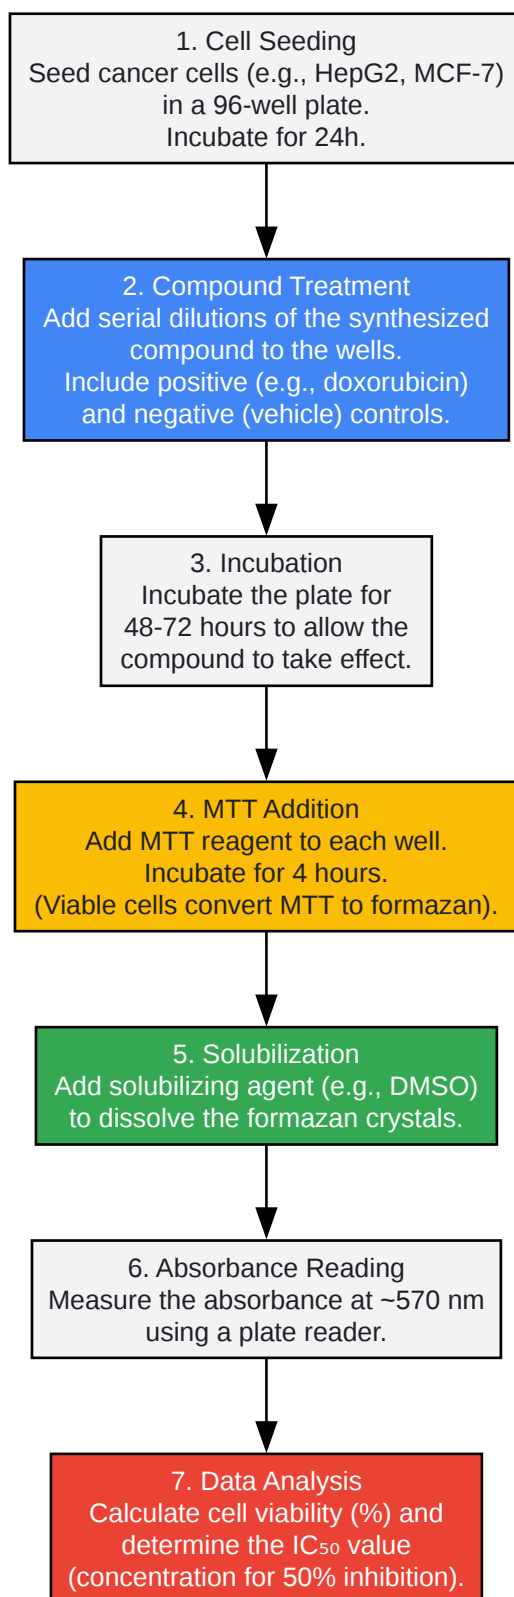 1. Cell Seeding
Seed cancer cells (e.g., HepG2, MCF-7)
in a 96-well plate.
Incubate for 24h.
2. Compound Treatment
Add serial dilutions of the synthesized
compound to the wells.
Include positive (e.g., doxorubicin)
and negative (vehicle) controls.
3. Incubation
Incubate the plate for
48-72 hours to allow the
compound to take effect.
4. MTT Addition
Add MTT reagent to each well.
Incubate for 4 hours.
(Viable cells convert MTT to formazan).
5. Solubilization
Add solubilizing agent (e.g., DMSO)
to dissolve the formazan crystals.
6. Absorbance Reading
Measure the absorbance at ~570 nm
using a plate reader.
7. Data Analysis
Calculate cell viability (%) and
determine the IC₅₀ value
(concentration for 50% inhibition).